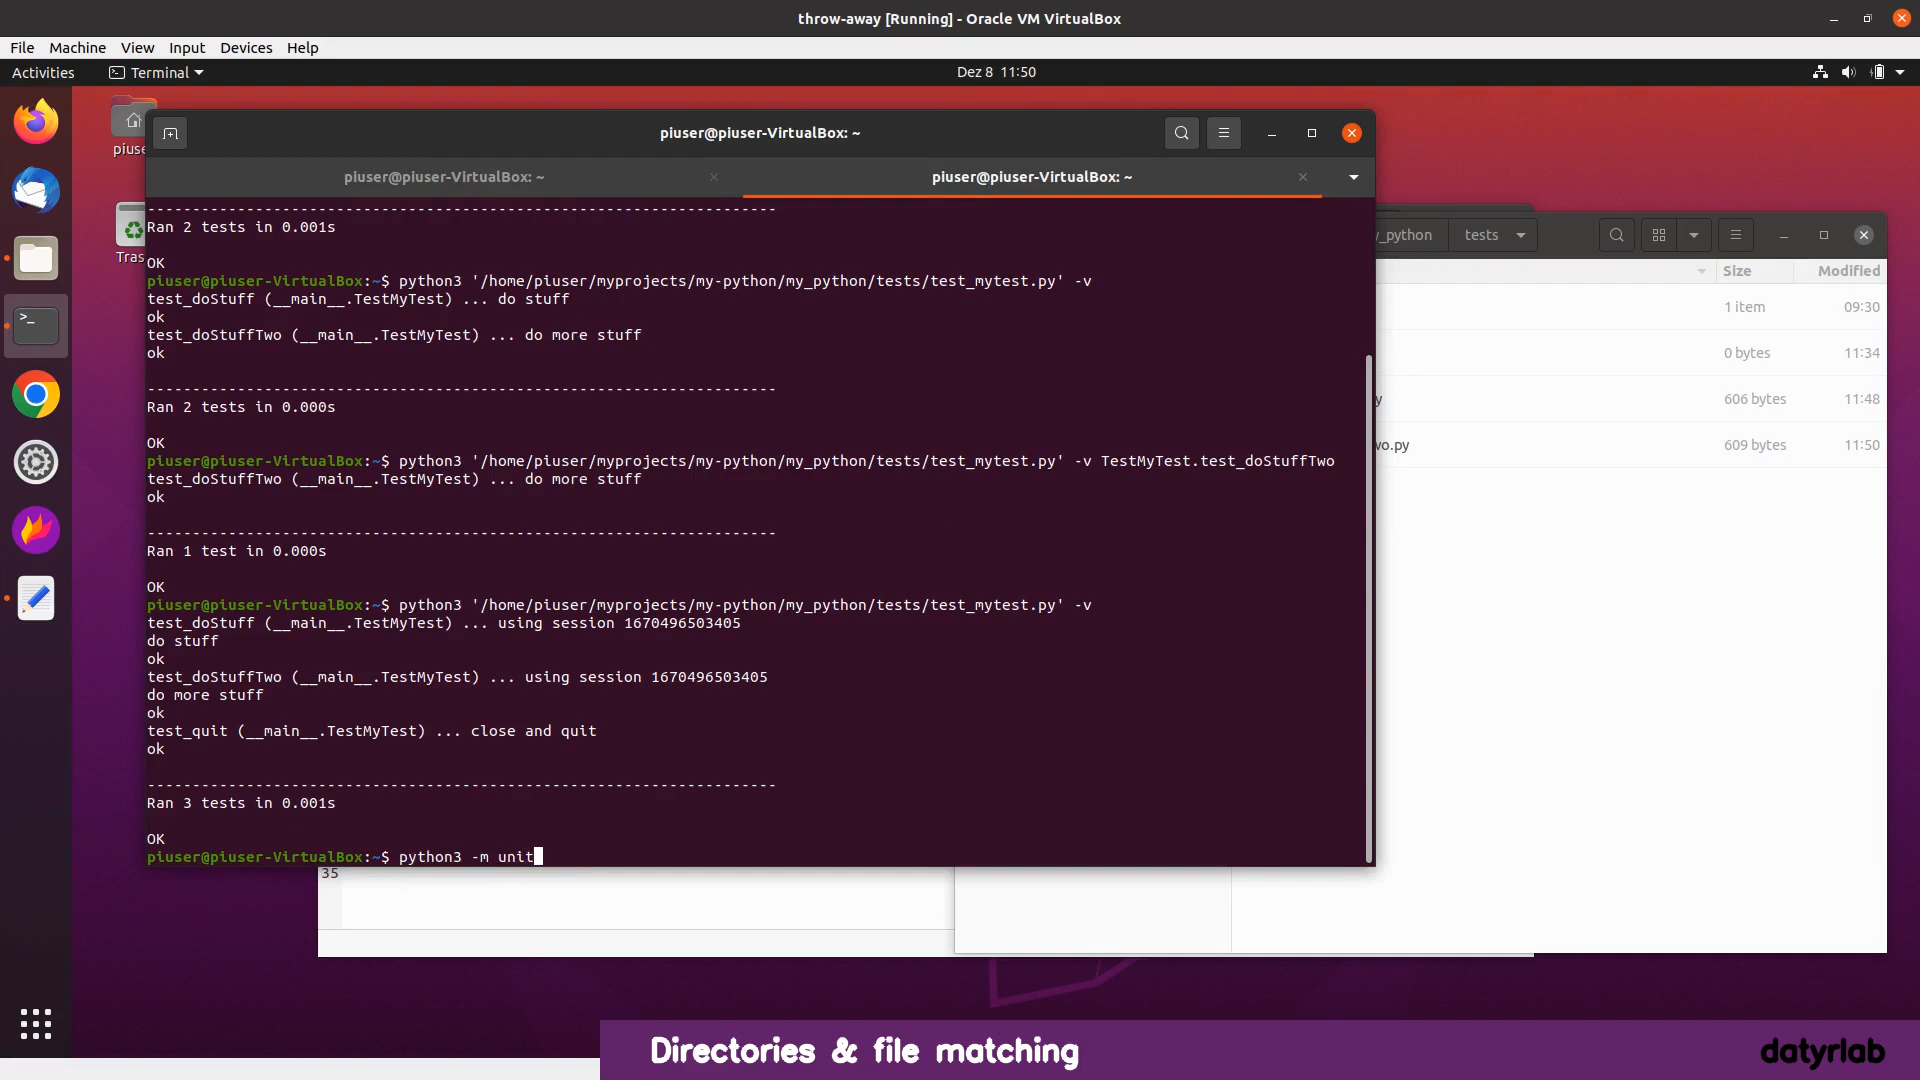 throw-away [Running] - Oracle VM VirtualBox
File Machine View Input Devices Help
Activities Terminal Dez 8 11:50
piuser@piuser-VirtualBox: ~
piuser@piuser-VirtualBox: ~ piuser@piuser-VirtualBox: ~
----------------------------------------------------------------------
Ran 2 tests in 0.001s
OK
piuser@piuser-VirtualBox:~$ python3 '/home/piuser/myprojects/my-python/my_python/tests/test_mytest.py' -v
test_doStuff (__main__.TestMyTest) ... do stuff
ok
test_doStuffTwo (__main__.TestMyTest) ... do more stuff
ok
----------------------------------------------------------------------
Ran 2 tests in 0.000s
OK
piuser@piuser-VirtualBox:~$ python3 '/home/piuser/myprojects/my-python/my_python/tests/test_mytest.py' -v TestMyTest.test_doStuffTwo
test_doStuffTwo (__main__.TestMyTest) ... do more stuff
ok
----------------------------------------------------------------------
Ran 1 test in 0.000s
OK
piuser@piuser-VirtualBox:~$ python3 '/home/piuser/myprojects/my-python/my_python/tests/test_mytest.py' -v
test_doStuff (__main__.TestMyTest) ... using session 1670496503405
do stuff
ok
test_doStuffTwo (__main__.TestMyTest) ... using session 1670496503405
do more stuff
ok
test_quit (__main__.TestMyTest) ... close and quit
ok
----------------------------------------------------------------------
Ran 3 tests in 0.001s
OK
piuser@piuser-VirtualBox:~$ python3 -m unit
35
piuse
Tras
y_python tests
Size Modified
1 item 09:30
0 bytes 11:34
y 606 bytes 11:48
wo.py 609 bytes 11:50
Directories & file matching
datyrlab